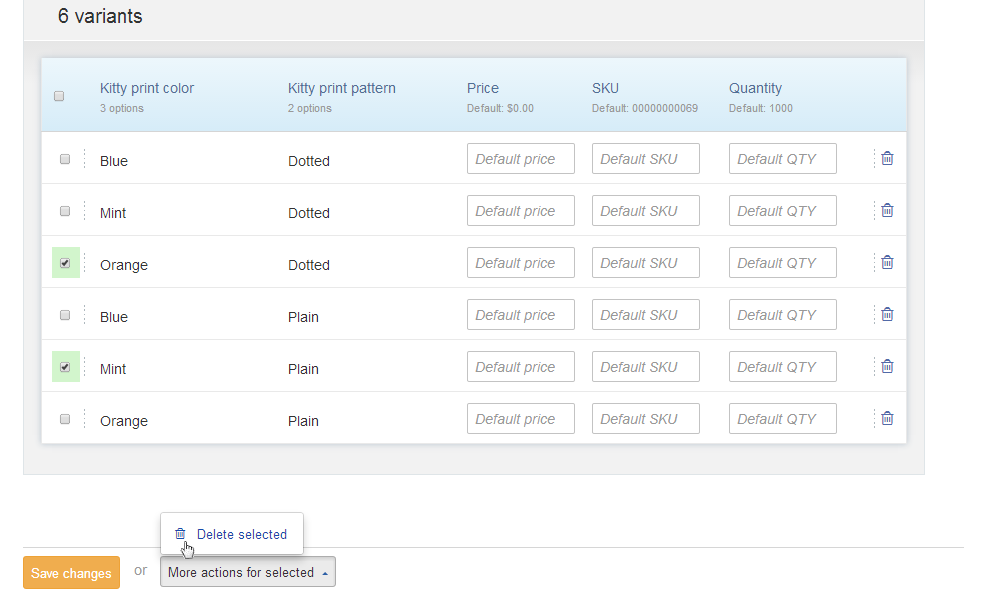 6 variants
Kitty print color Kitty print pattern Price SKU Quantity
3 options 2 options Default: $0.00 Default: 00000000069 Default: 1000
Blue Dotted Default price Default SKU Default QTY
Mint Dotted Default price Default SKU Default QTY
Orange Dotted Default price Default SKU Default QTY
Blue Plain Default price Default SKU Default QTY
Mint Plain Default price Default SKU Default QTY
Orange Plain Default price Default SKU Default QTY
Delete selected
Save changes or More actions for selected